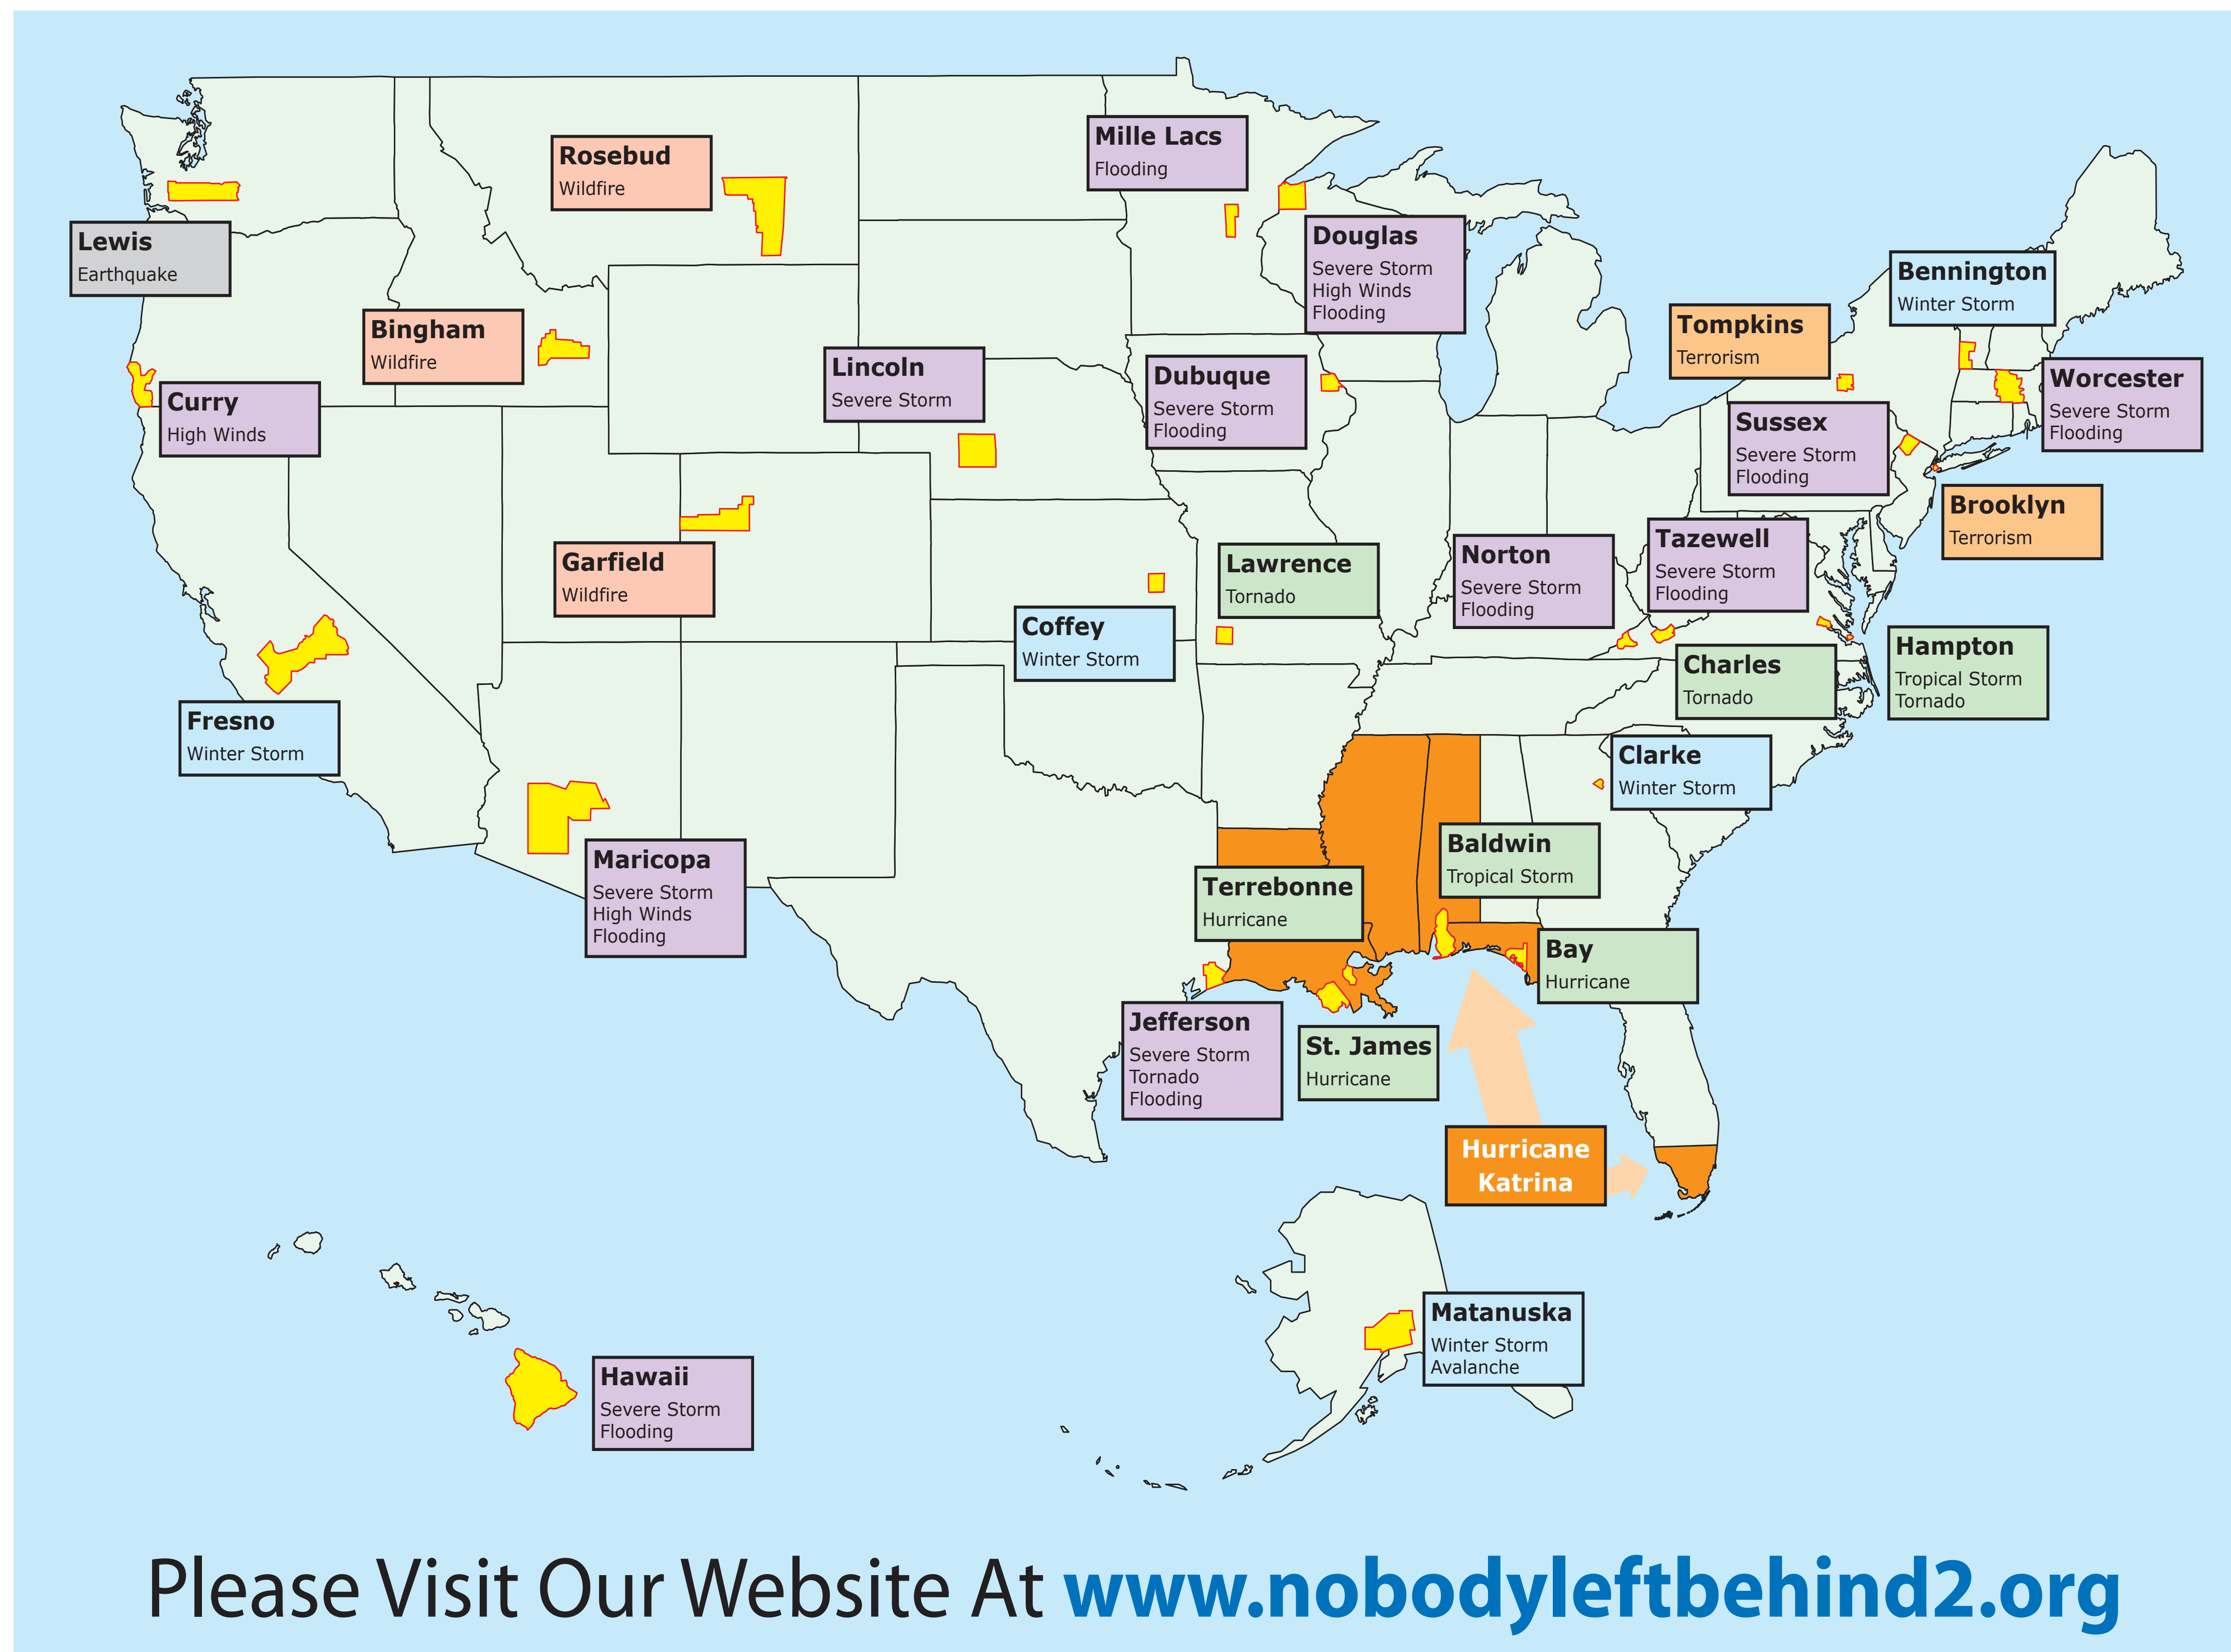 Mille Lacs
Flooding
Rosebud
Wildfire
Lewis
Earthquake
Douglas
Severe Storm
High Winds
Flooding
Bennington
Winter Storm
Bingham
Wildfire
Tompkins
Terrorism
Lincoln
Severe Storm
Dubuque
Severe Storm
Flooding
Worcester
Severe Storm
Flooding
Curry
High Winds
Sussex
Severe Storm
Flooding
Brooklyn
Terrorism
Garfield
Wildfire
Lawrence
Tornado
Norton
Severe Storm
Flooding
Tazewell
Severe Storm
Flooding
Coffey
Winter Storm
Hampton
Tropical Storm
Tornado
Charles
Tornado
Fresno
Winter Storm
Clarke
Winter Storm
Maricopa
Severe Storm
High Winds
Flooding
Baldwin
Tropical Storm
Terrebonne
Hurricane
Bay
Hurricane
Jefferson
Severe Storm
Tornado
Flooding
St. James
Hurricane
Hurricane
Katrina
Matanuska
Winter Storm
Avalanche
Hawaii
Severe Storm
Flooding
Please Visit Our Website At www.nobodyleftbehind2.org